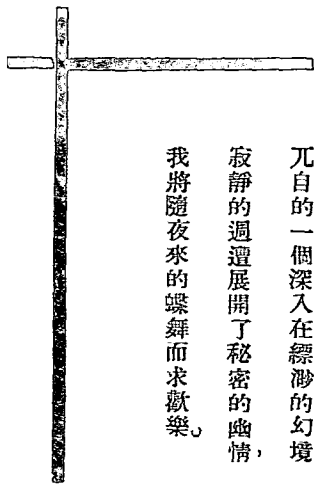 兀自的一個深入在縹渺的幻境
寂靜的週遭展開了秘密的幽情，
我將隨夜來的蝶舞而求歡樂。